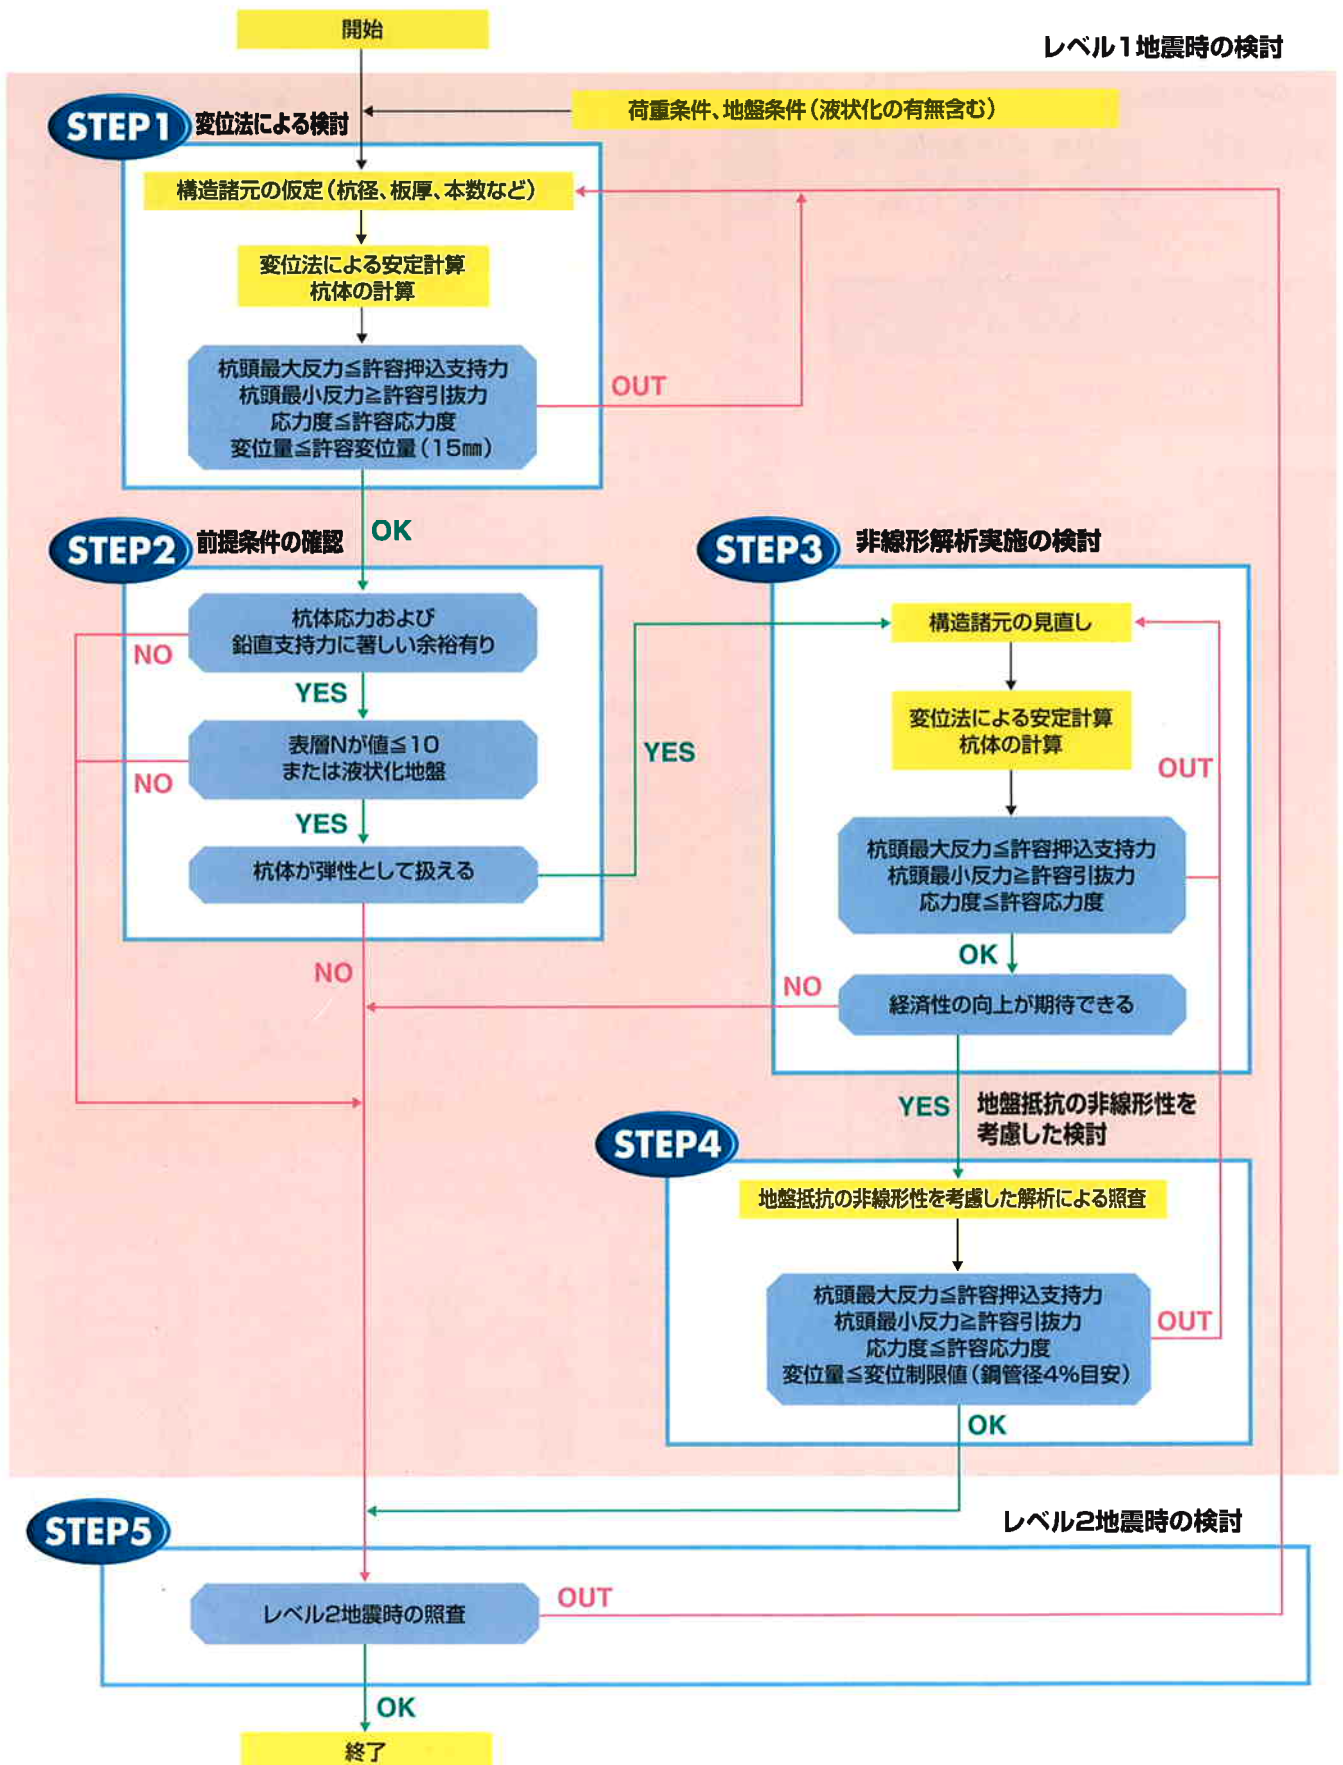 開始
レベル1地震時の検討
荷重条件、地盤条件(液状化の有無含む)
STEP1
変位法による検討
構造諸元の仮定(杭径、板厚、本数など)
変位法による安定計算
杭体の計算
杭頭最大反力≦許容押込支持力
杭頭最小反力≧許容引抜力
応力度≦許容応力度
変位量≦許容変位量(15㎜)
OUT
OK
STEP2
前提条件の確認
杭体応力および
鉛直支持力に著しい余裕有り
NO
YES
表層Nが値≦10
または液状化地盤
NO
YES
杭体が弾性として扱える
YES
NO
STEP3
非線形解析実施の検討
構造諸元の見直し
変位法による安定計算
杭体の計算
OUT
杭頭最大反力≦許容押込支持力
杭頭最小反力≧許容引抜力
応力度≦許容応力度
OK
NO
経済性の向上が期待できる
YES
地盤抵抗の非線形性を
考慮した検討
STEP4
地盤抵抗の非線形性を考慮した解析による照査
杭頭最大反力≦許容押込支持力
杭頭最小反力≧許容引抜力
応力度≦許容応力度
変位量≦変位制限値(鋼管径4%目安)
OUT
OK
STEP5
レベル2地震時の検討
レベル2地震時の照査
OUT
OK
終了